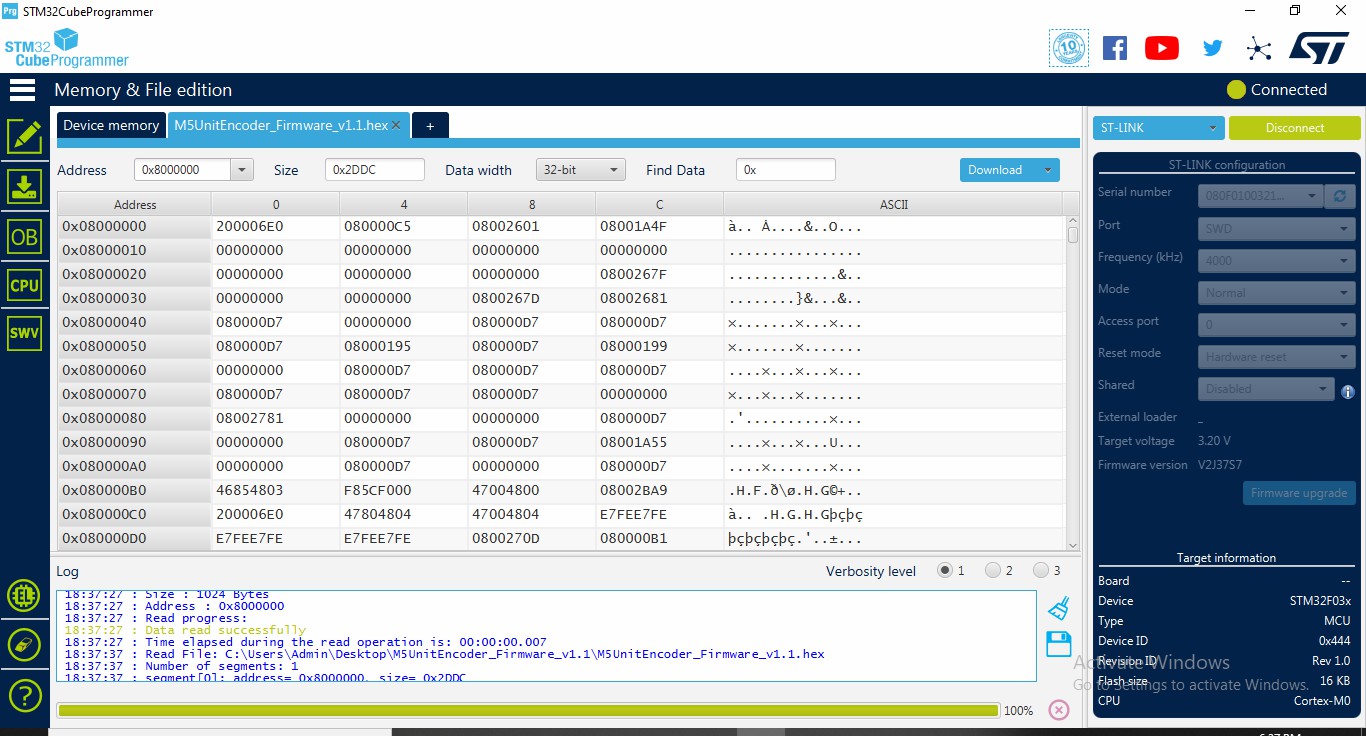 Prg STM32CubeProgrammer
STM32
CubeProgrammer
10
Memory & File edition
Connected
Device memory M5UnitEncoder_Firmware_v1.1.hex +
ST-LINK Disconnect
Address 0x8000000 Size 0x2DDC Data width 32-bit Find Data 0x Download
Address 0 4 8 C ASCII
0x08000000 200006E0 080000C5 08002601 08001A4F à.. Å....&..O...
0x08000010 00000000 00000000 00000000 00000000 ................
0x08000020 00000000 00000000 00000000 0800267F .............&..
0x08000030 00000000 00000000 0800267D 08002681 ........}&...&..
0x08000040 080000D7 00000000 080000D7 080000D7 ×.......×...×...
0x08000050 080000D7 08000195 080000D7 08000199 ×.......×.......
0x08000060 00000000 080000D7 080000D7 080000D7 ....×...×...×...
0x08000070 080000D7 080000D7 080000D7 00000000 ×...×...×.......
0x08000080 08002781 00000000 00000000 080000D7 .'..........×...
0x08000090 00000000 080000D7 080000D7 08001A55 ....×...×...U...
0x080000A0 00000000 080000D7 00000000 080000D7 ....×.......×...
0x080000B0 46854803 F85CF000 47004800 08002BA9 .H.F.ð\ø.H.G©+..
0x080000C0 200006E0 47804804 47004804 E7FEE7FE à.. .H.G.H.Gþçþç
0x080000D0 E7FEE7FE E7FEE7FE 0800270D 080000B1 þçþçþçþç.'..±...
OB
CPU
SWV
Log
Verbosity level 1 2 3
18:37:27 : Size : 1024 Bytes
18:37:27 : Address : 0x8000000
18:37:27 : Read progress:
18:37:27 : Data read successfully
18:37:27 : Time elapsed during the read operation is: 00:00:00.007
18:37:37 : Read File: C:\Users\Admin\Desktop\M5UnitEncoder_Firmware_v1.1\M5UnitEncoder_Firmware_v1.1.hex
18:37:37 : Number of segments: 1
18:37:37 : segment[0]: address= 0x8000000, size= 0x2DDC
100%
ST-LINK configuration
Serial number 080F0100321...
Port SWD
Frequency (kHz) 4000
Mode Normal
Access port 0
Reset mode Hardware reset
Shared Disabled
External loader _
Target voltage 3.20 V
Firmware version V2J37S7
Firmware upgrade
Target information
Board --
Device STM32F03x
Type MCU
Device ID 0x444
Revision ID Rev 1.0
Flash size 16 KB
CPU Cortex-M0
Activate Windows
Go to Settings to activate Windows.